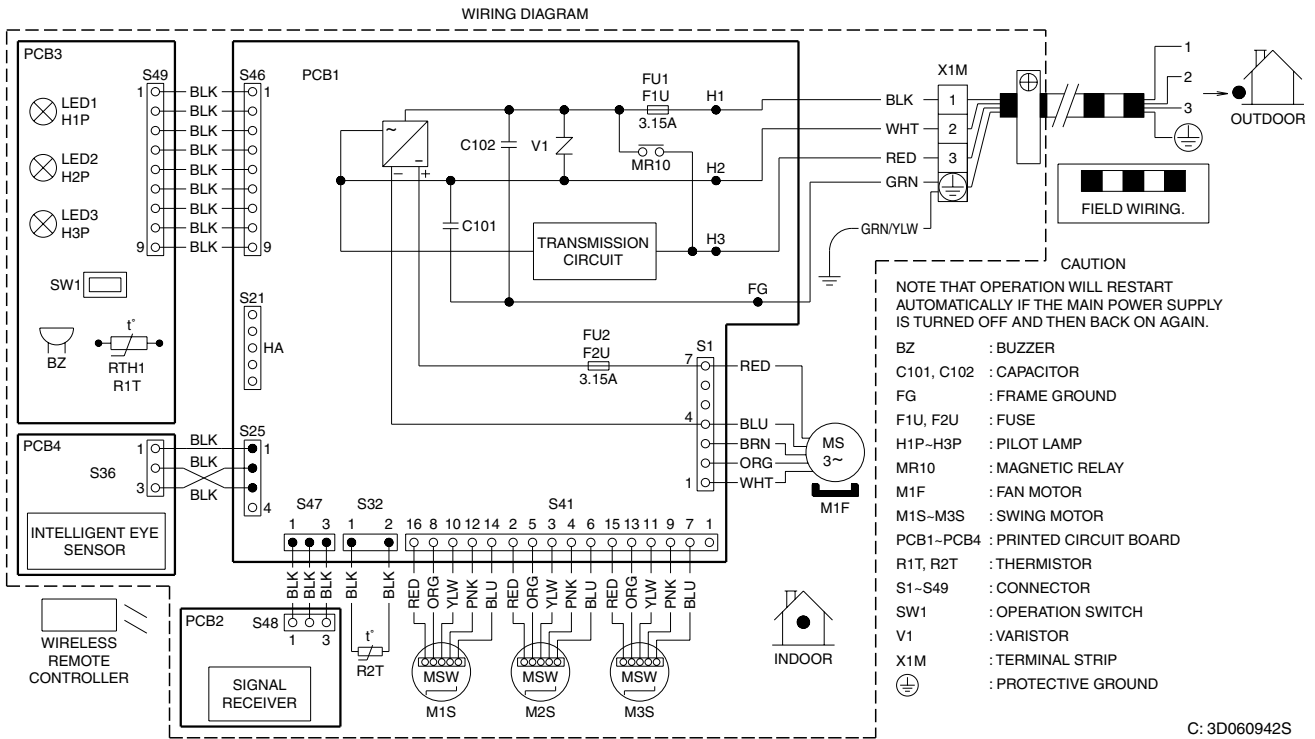 WIRING DIAGRAM
PCB3
LED1
H1P
LED2
H2P
LED3
H3P
SW1
BZ
t°
RTH1
R1T
S49
1
9
BLK
BLK
BLK
BLK
BLK
BLK
BLK
BLK
BLK
S46
1
9
PCB1
S21
HA
PCB4
S36
1
3
BLK
BLK
BLK
S25
1
4
INTELLIGENT EYE
SENSOR
~
–
–
+
C102
V1
FU1
F1U
3.15A
MR10
C101
TRANSMISSION
CIRCUIT
H1
H2
H3
FG
FU2
F2U
3.15A
S1
7
4
1
RED
BLU
BRN
ORG
WHT
MS
3~
M1F
X1M
BLK
WHT
RED
GRN
1
2
3
GRN/YLW
1
2
3
OUTDOOR
FIELD WIRING.
S47
1 3
BLK
BLK
BLK
S32
1 2
BLK
BLK
t°
R2T
S41
16 8 10 12 14 2 5 3 4 6 15 13 11 9 7 1
RED
ORG
YLW
PNK
BLU
RED
ORG
YLW
PNK
BLU
RED
ORG
YLW
PNK
BLU
MSW
M1S
MSW
M2S
MSW
M3S
PCB2
S48
1 3
SIGNAL
RECEIVER
WIRELESS
REMOTE
CONTROLLER
INDOOR
CAUTION
NOTE THAT OPERATION WILL RESTART
AUTOMATICALLY IF THE MAIN POWER SUPPLY
IS TURNED OFF AND THEN BACK ON AGAIN.
BZ : BUZZER
C101, C102 : CAPACITOR
FG : FRAME GROUND
F1U, F2U : FUSE
H1P~H3P : PILOT LAMP
MR10 : MAGNETIC RELAY
M1F : FAN MOTOR
M1S~M3S : SWING MOTOR
PCB1~PCB4 : PRINTED CIRCUIT BOARD
R1T, R2T : THERMISTOR
S1~S49 : CONNECTOR
SW1 : OPERATION SWITCH
V1 : VARISTOR
X1M : TERMINAL STRIP
: PROTECTIVE GROUND
C: 3D060942S